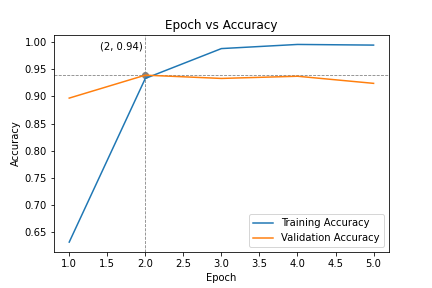 Epoch vs Accuracy
(2, 0.94)
1.00
0.95
0.90
0.85
0.80
0.75
0.70
0.65
Accuracy
Training Accuracy
Validation Accuracy
1.0 1.5 2.0 2.5 3.0 3.5 4.0 4.5 5.0
Epoch